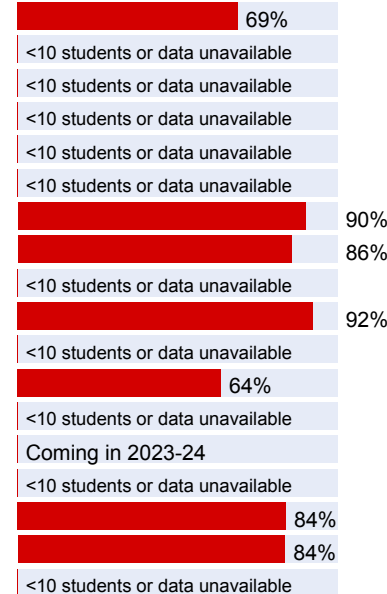 69%
<10 students or data unavailable
<10 students or data unavailable
<10 students or data unavailable
<10 students or data unavailable
<10 students or data unavailable
90%
86%
<10 students or data unavailable
92%
<10 students or data unavailable
64%
<10 students or data unavailable
Coming in 2023-24
<10 students or data unavailable
84%
84%
<10 students or data unavailable